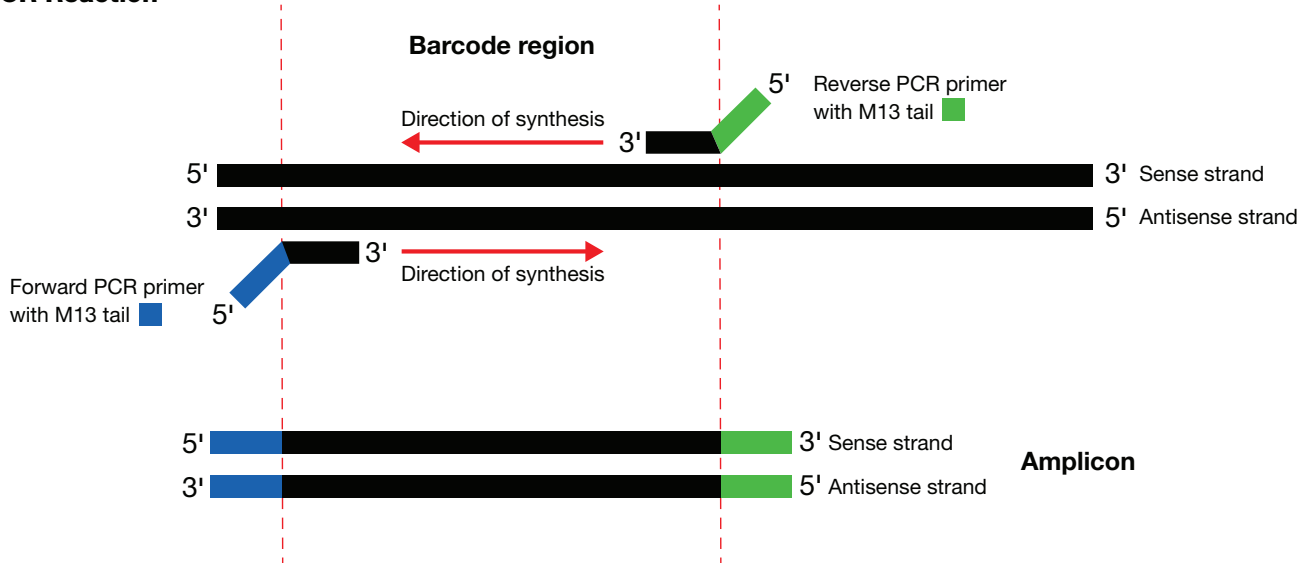 Barcode region
5' Reverse PCR primer
with M13 tail
Direction of synthesis
3'
5' 3' Sense strand
3' 5' Antisense strand
3'
Direction of synthesis
Forward PCR primer
with M13 tail
5'
5' 3' Sense strand
Amplicon
3' 5' Antisense strand